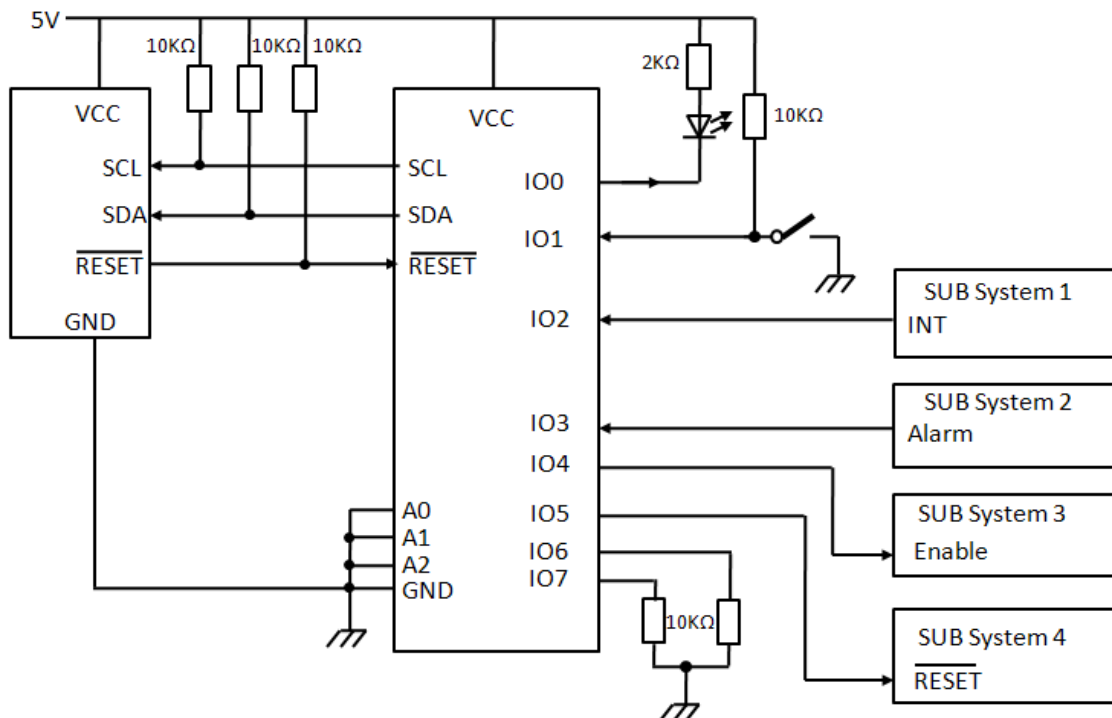 5V
10KΩ 10KΩ 10KΩ
2KΩ
10KΩ
VCC
SCL
SDA
RESET
GND
VCC
SCL
SDA
RESET
A0
A1
A2
GND
IO0
IO1
IO2
IO3
IO4
IO5
IO6
IO7
10KΩ
SUB System 1
INT
SUB System 2
Alarm
SUB System 3
Enable
SUB System 4
RESET